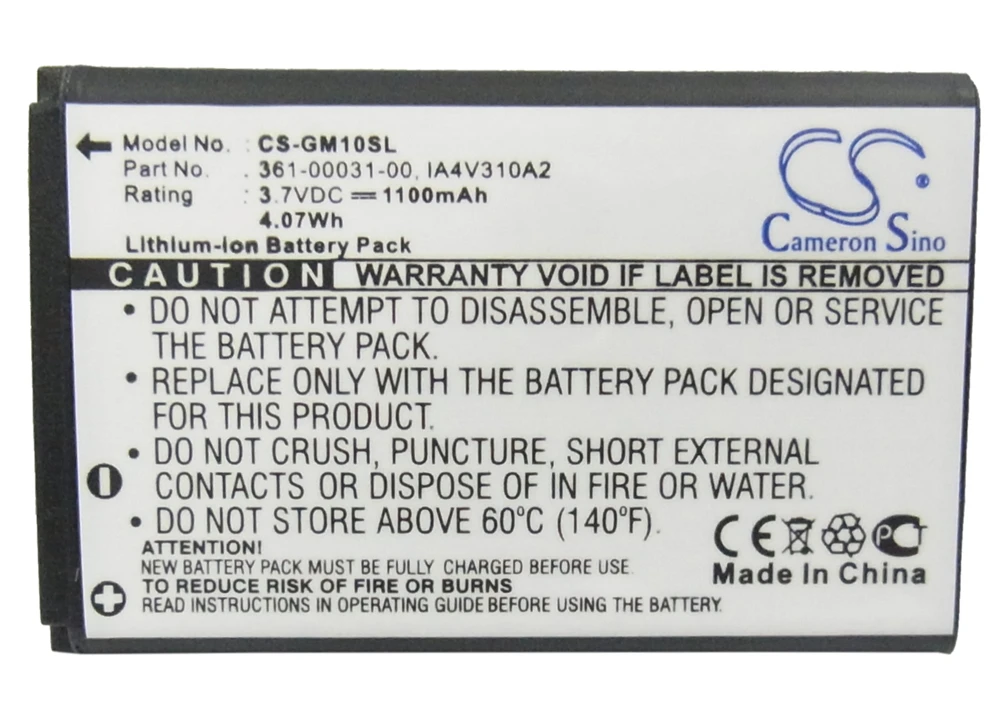 Model No. : CS-GM10SL
Part No. : 361-00031-00, IA4V310A2
Rating : 3.7VDC 1100mAh
4.07Wh
Lithium-Ion Battery Pack
CS
Cameron Sino
CAUTION WARRANTY VOID IF LABEL IS REMOVED
• DO NOT ATTEMPT TO DISASSEMBLE, OPEN OR SERVICE
THE BATTERY PACK.
• REPLACE ONLY WITH THE BATTERY PACK DESIGNATED
FOR THIS PRODUCT.
• DO NOT CRUSH, PUNCTURE, SHORT EXTERNAL
CONTACTS OR DISPOSE OF IN FIRE OR WATER.
• DO NOT STORE ABOVE 60°C (140°F).
ATTENTION!
NEW BATTERY PACK MUST BE FULLY CHARGED BEFORE USE.
TO REDUCE RISK OF FIRE OR BURNS
READ INSTRUCTIONS IN OPERATING GUIDE BEFORE USING THE BATTERY.
CE PCT
Made In China